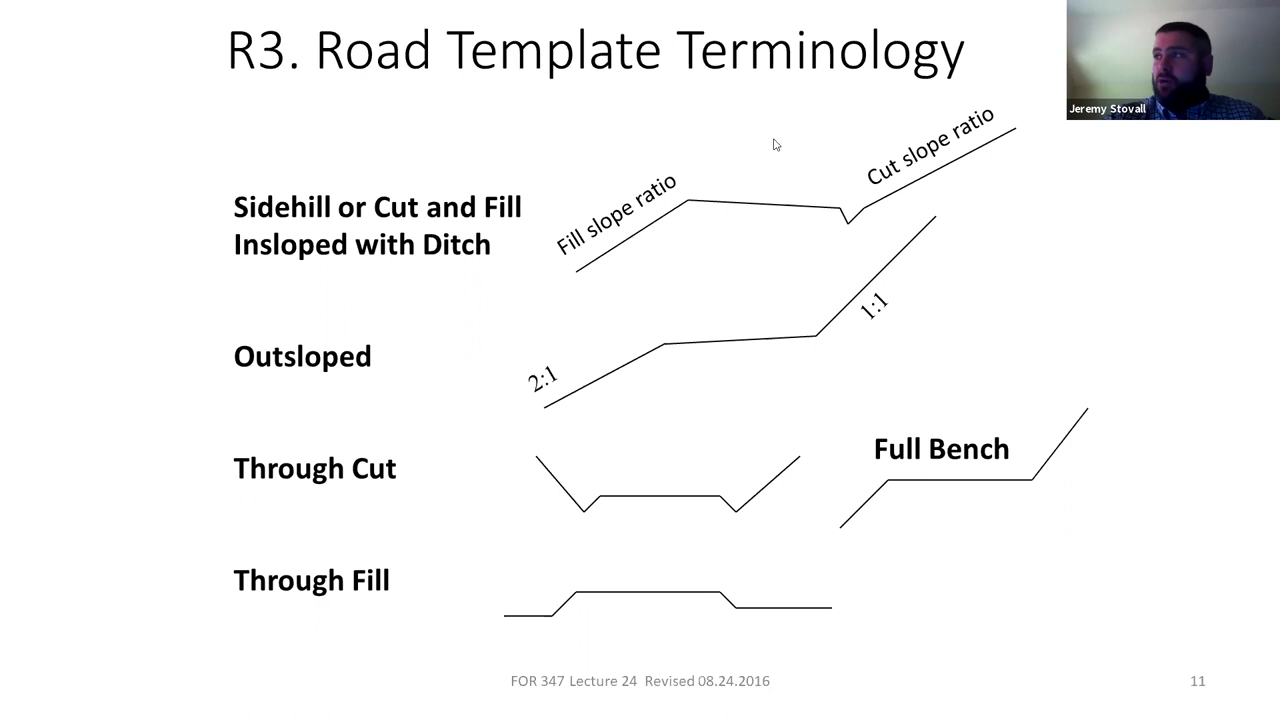 R3. Road Template Terminology
Jeremy Stovall
Sidehill or Cut and Fill
Insloped with Ditch
Fill slope ratio
Cut slope ratio
Outsloped
2:1
1:1
Through Cut
Full Bench
Through Fill
FOR 347 Lecture 24 Revised 08.24.2016
11